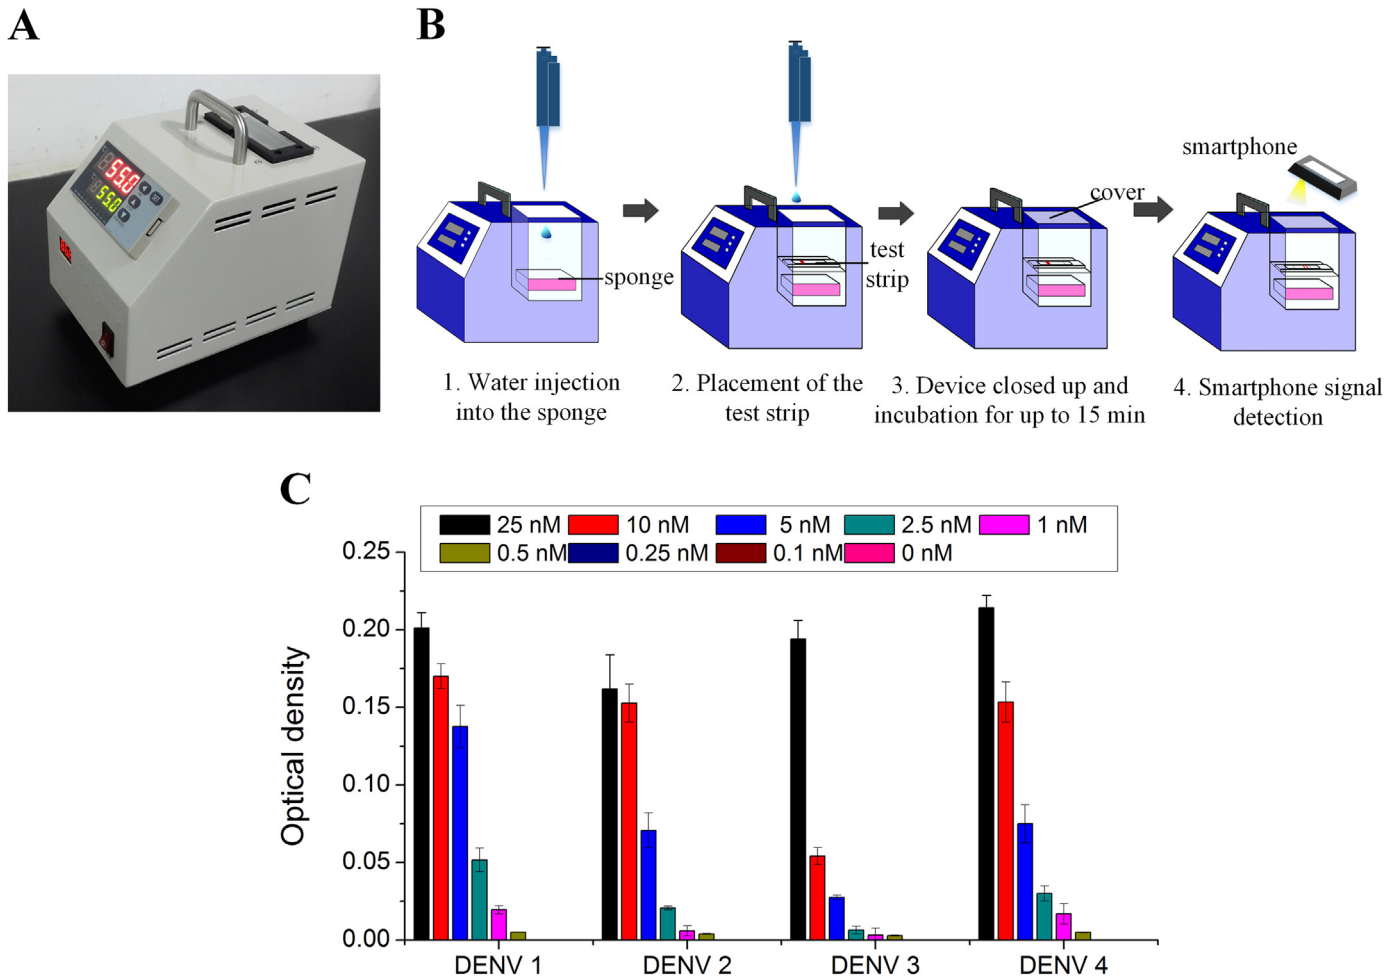 A
B
55.0
55.0
smartphone
cover
test
strip
sponge
1. Water injection
into the sponge
2. Placement of the
test strip
3. Device closed up and
incubation for up to 15 min
4. Smartphone signal
detection
C
25 nM 10 nM 5 nM 2.5 nM 1 nM
0.5 nM 0.25 nM 0.1 nM 0 nM
Optical density
0.25
0.20
0.15
0.10
0.05
0.00
DENV 1 DENV 2 DENV 3 DENV 4